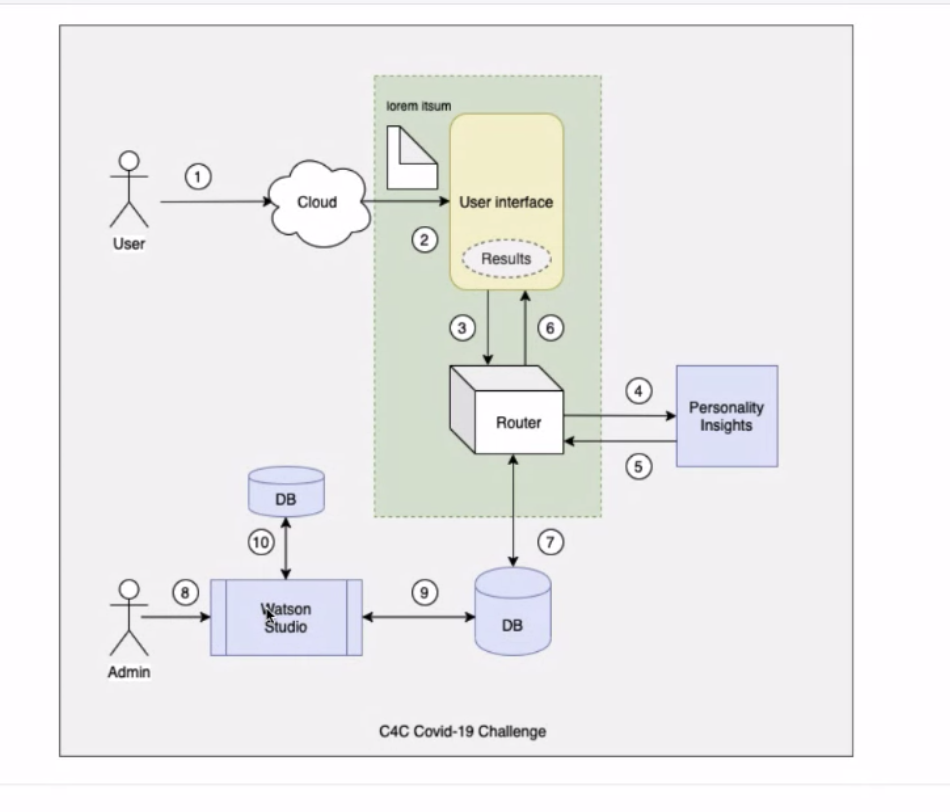 lorem itsum
1
Cloud
User interface
User
2
Results
3
6
Router
4
Personality
Insights
5
DB
10
7
8
Watson
Studio
9
DB
Admin
C4C Covid-19 Challenge